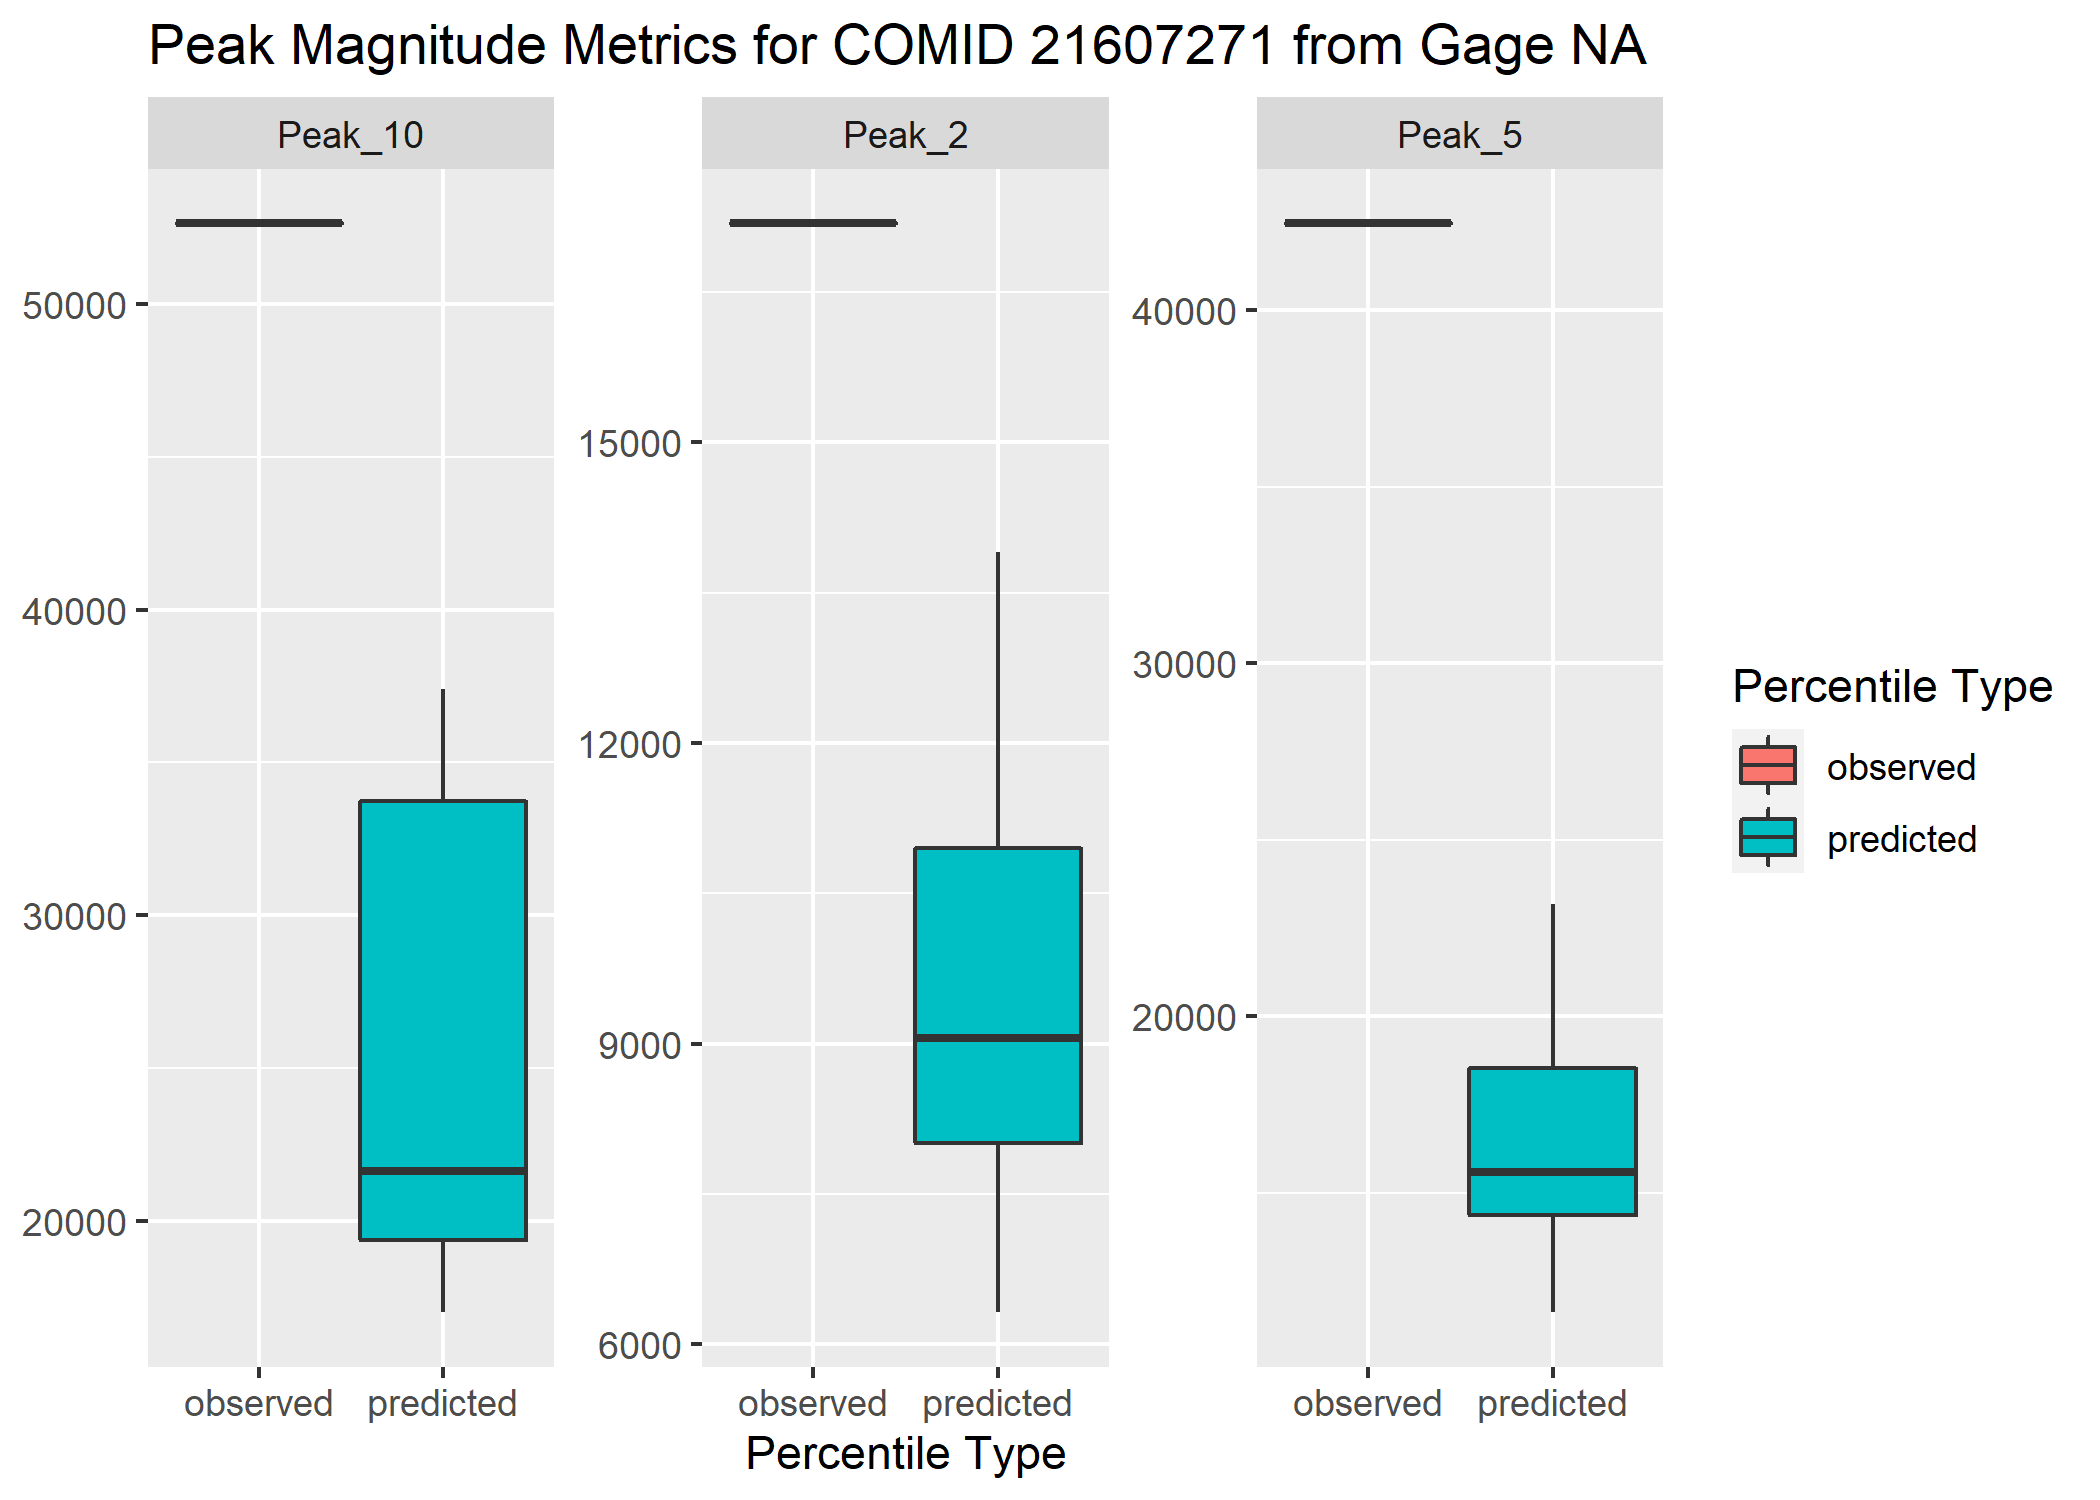 Peak Magnitude Metrics for COMID 21607271 from Gage NA
Peak_10
Peak_2
Peak_5
50000
40000
30000
20000
15000
12000
9000
6000
40000
30000
20000
observed
predicted
observed
predicted
observed
predicted
Percentile Type
Percentile Type
observed
predicted